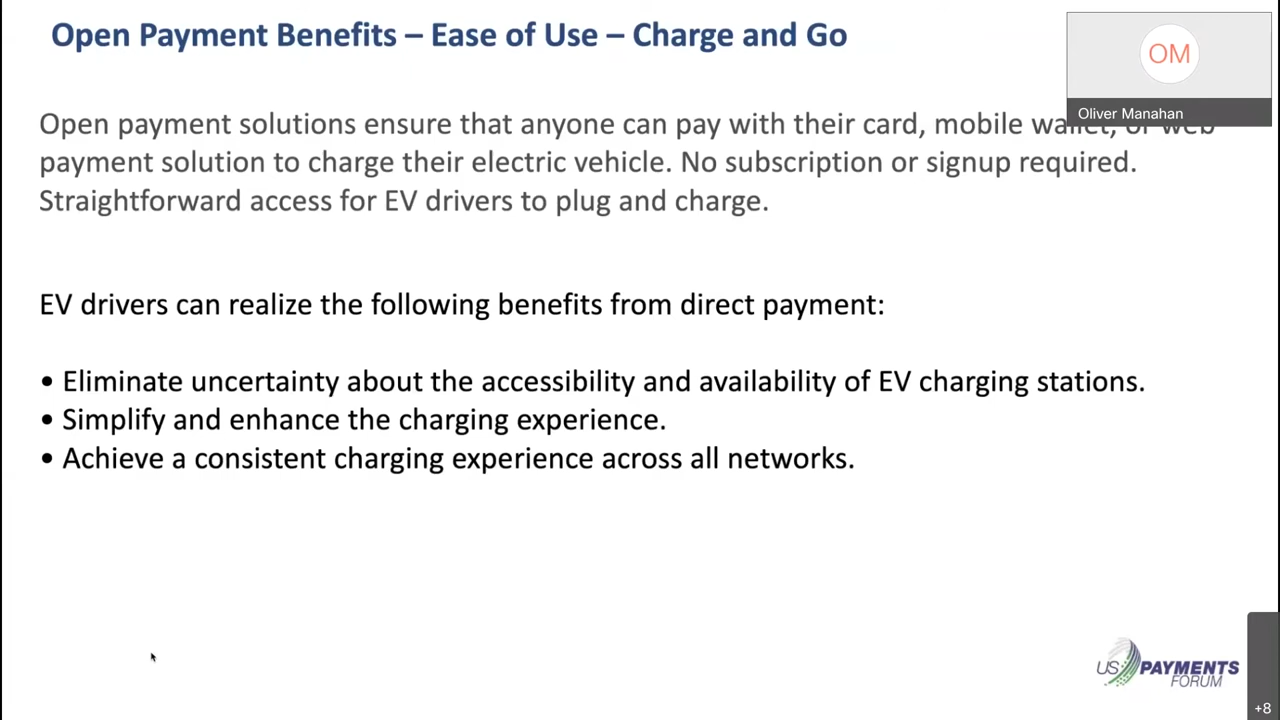 Open Payment Benefits – Ease of Use – Charge and Go
OM
Oliver Manahan
Open payment solutions ensure that anyone can pay with their card, mobile wallet, or web
payment solution to charge their electric vehicle. No subscription or signup required.
Straightforward access for EV drivers to plug and charge.
EV drivers can realize the following benefits from direct payment:
• Eliminate uncertainty about the accessibility and availability of EV charging stations.
• Simplify and enhance the charging experience.
• Achieve a consistent charging experience across all networks.
US PAYMENTS
FORUM
+8